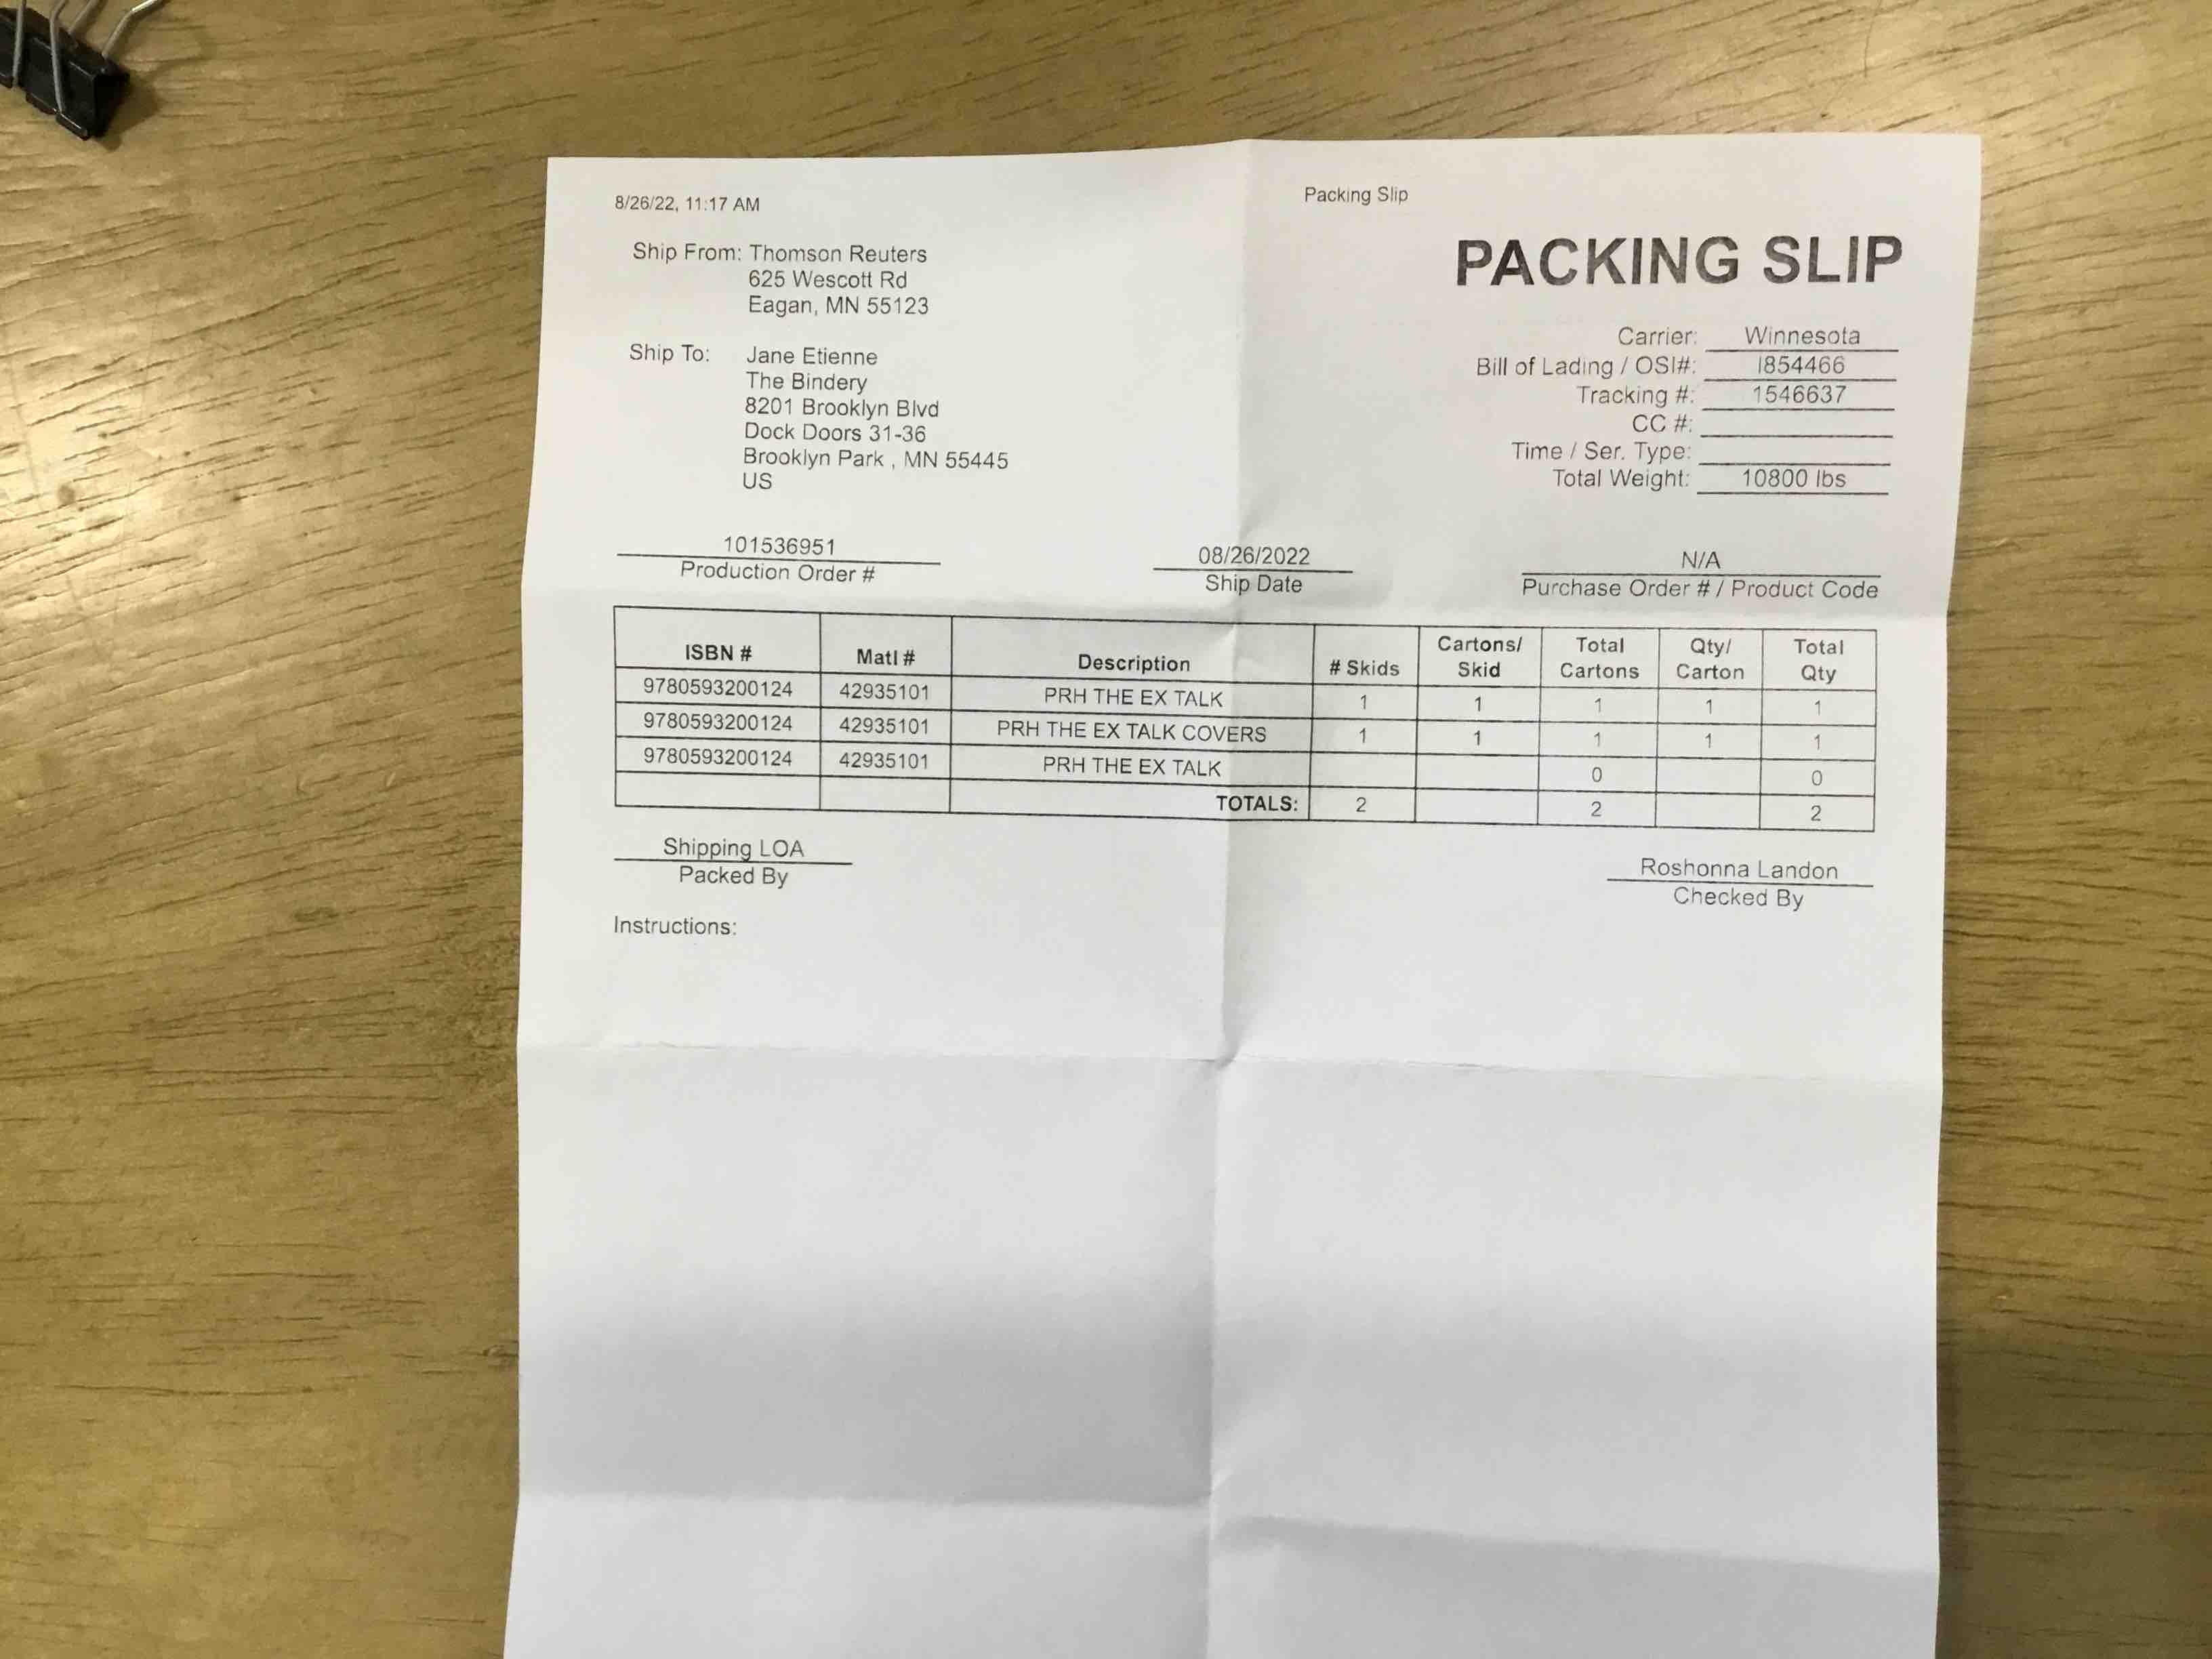 8/26/22, 11:17 AM
Packing Slip
PACKING SLIP
Ship From: Thomson Reuters
625 Wescott Rd
Eagan, MN 55123
Ship To: Jane Etienne
The Bindery
8201 Brooklyn Blvd
Dock Doors 31-36
Brooklyn Park , MN 55445
US
Carrier: Winnesota
Bill of Lading / OSI#: I854466
Tracking #: 1546637
CC #:
Time / Ser. Type:
Total Weight: 10800 lbs
101536951
Production Order #
08/26/2022
Ship Date
N/A
Purchase Order # / Product Code
ISBN # Matl # Description # Skids Cartons/ Skid Total Cartons Qty/ Carton Total Qty
9780593200124 42935101 PRH THE EX TALK 1 1 1 1 1
9780593200124 42935101 PRH THE EX TALK COVERS 1 1 1 1 1
9780593200124 42935101 PRH THE EX TALK 0 0
TOTALS: 2 2 2
Shipping LOA
Packed By
Roshonna Landon
Checked By
Instructions: